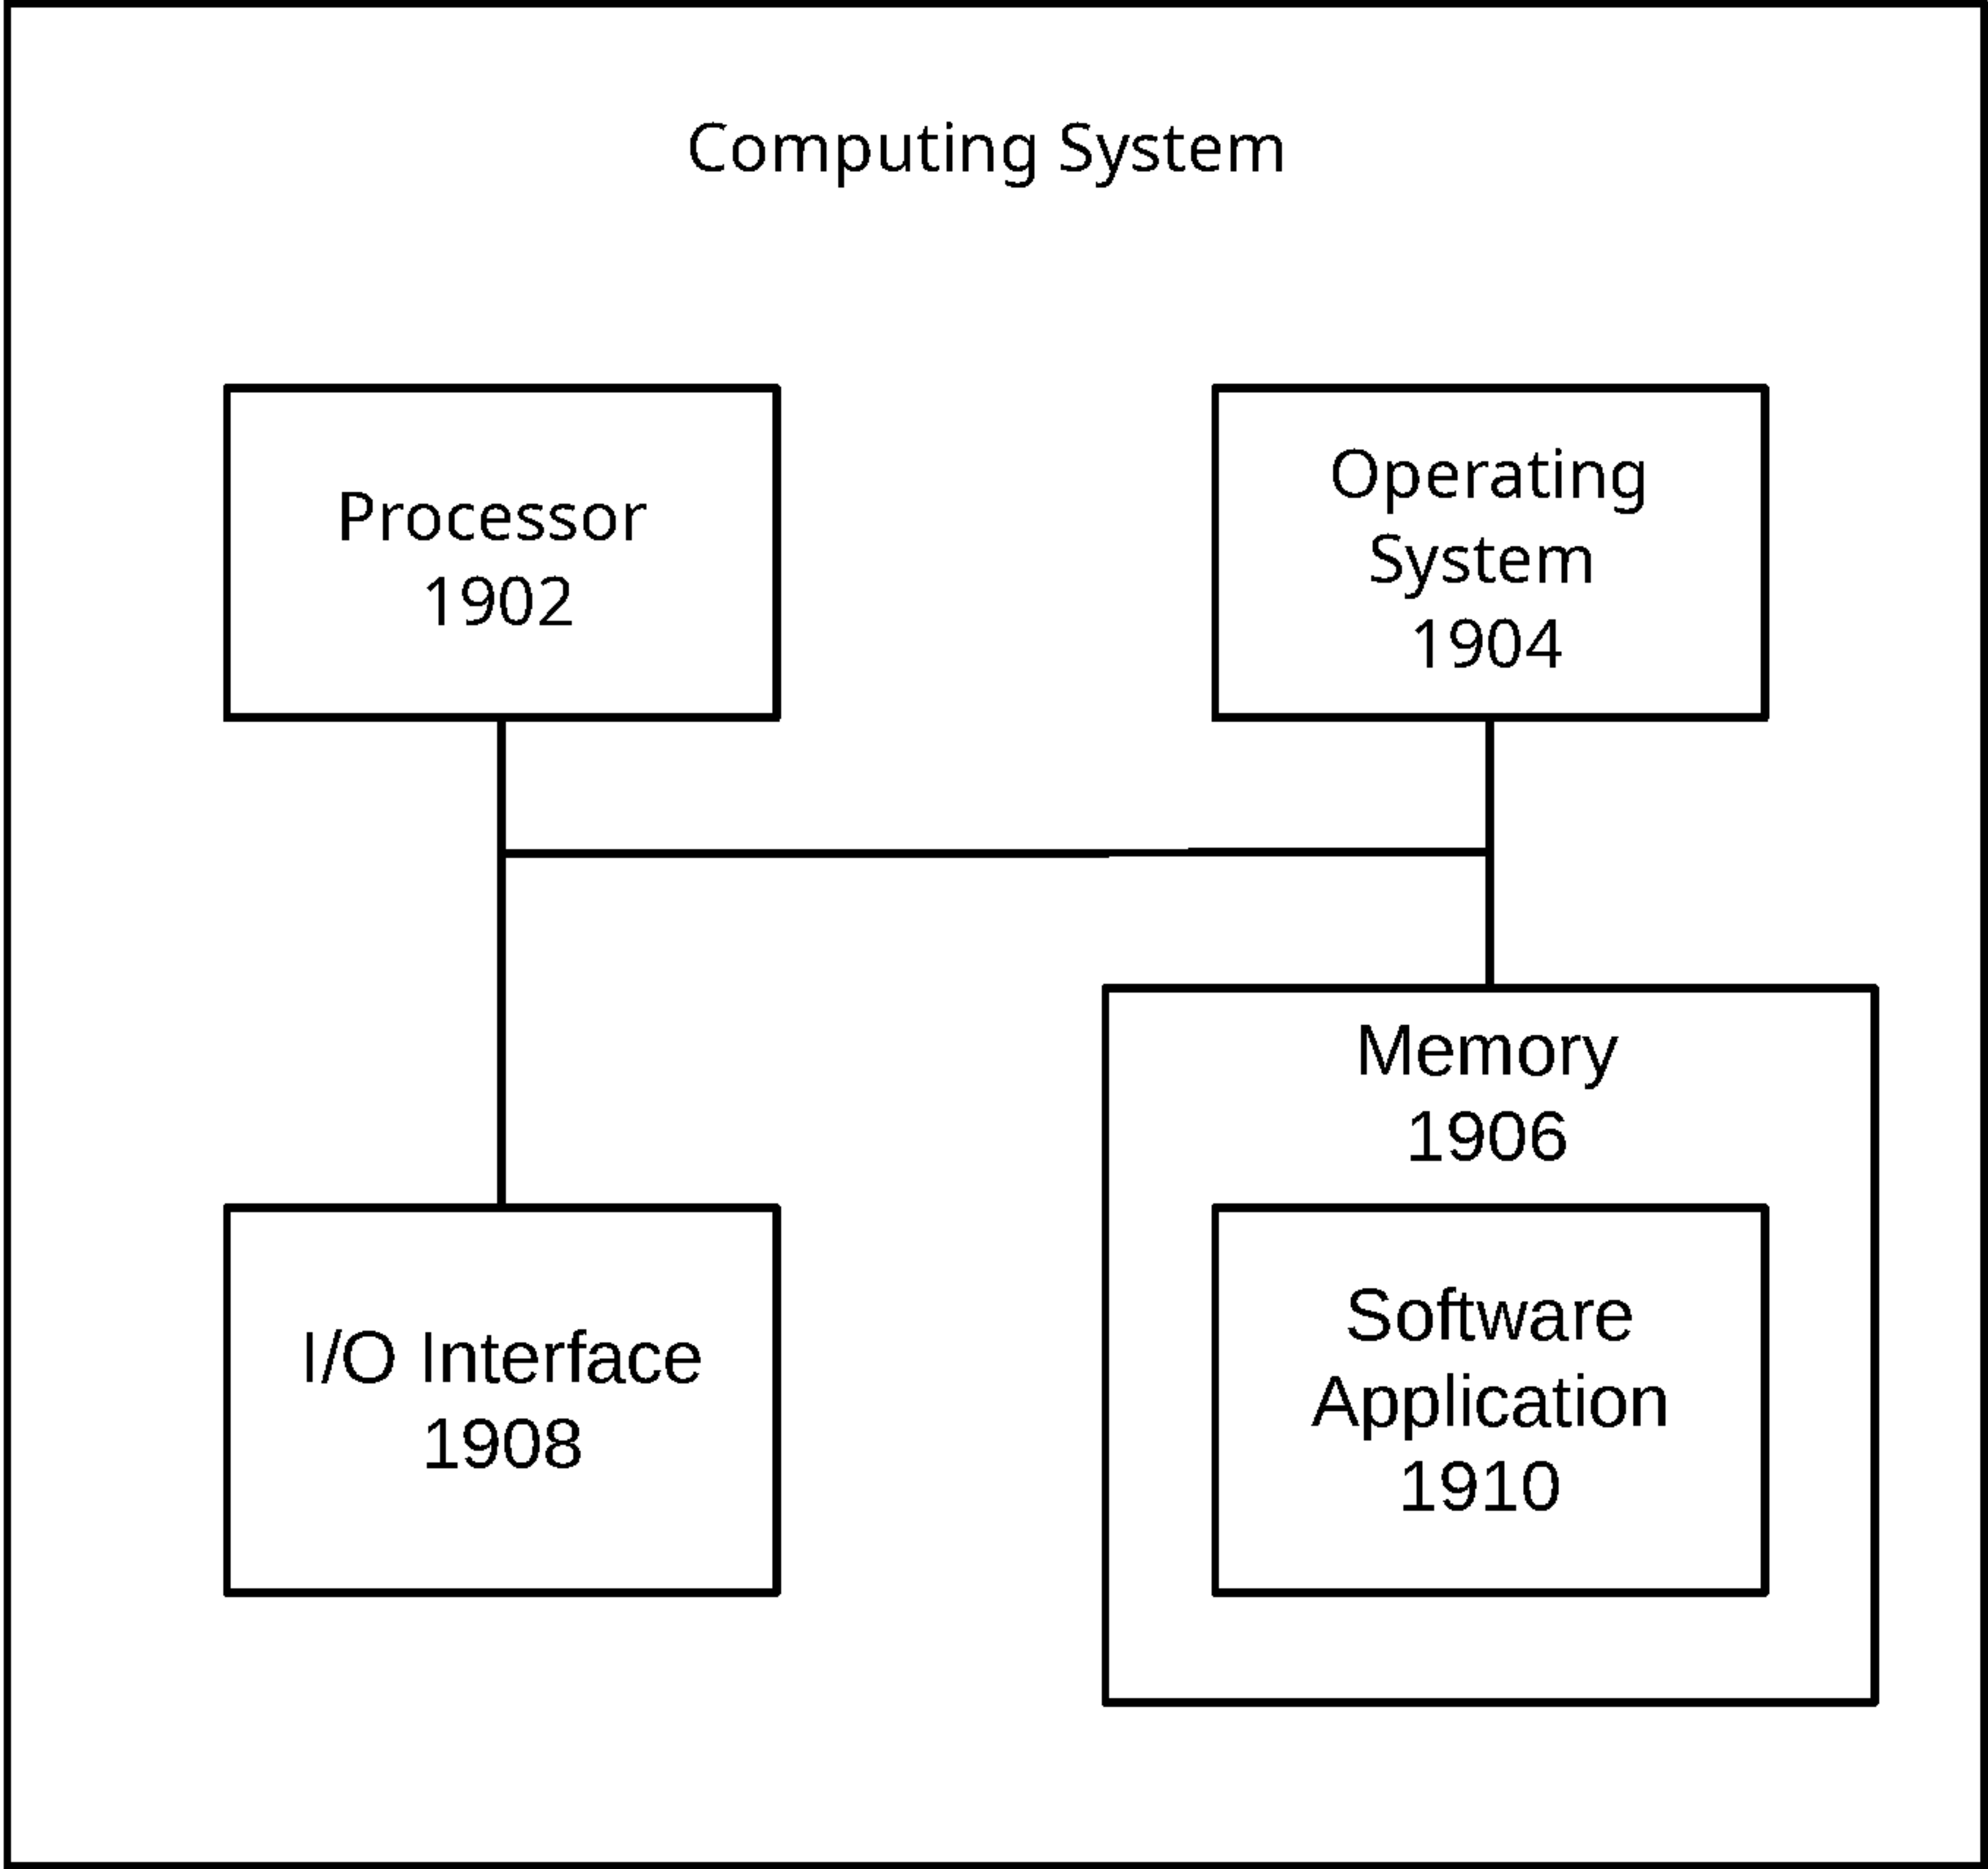 Computing System
Processor
1902
Operating
System
1904
Memory
1906
I/O Interface
1908
Software
Application
1910